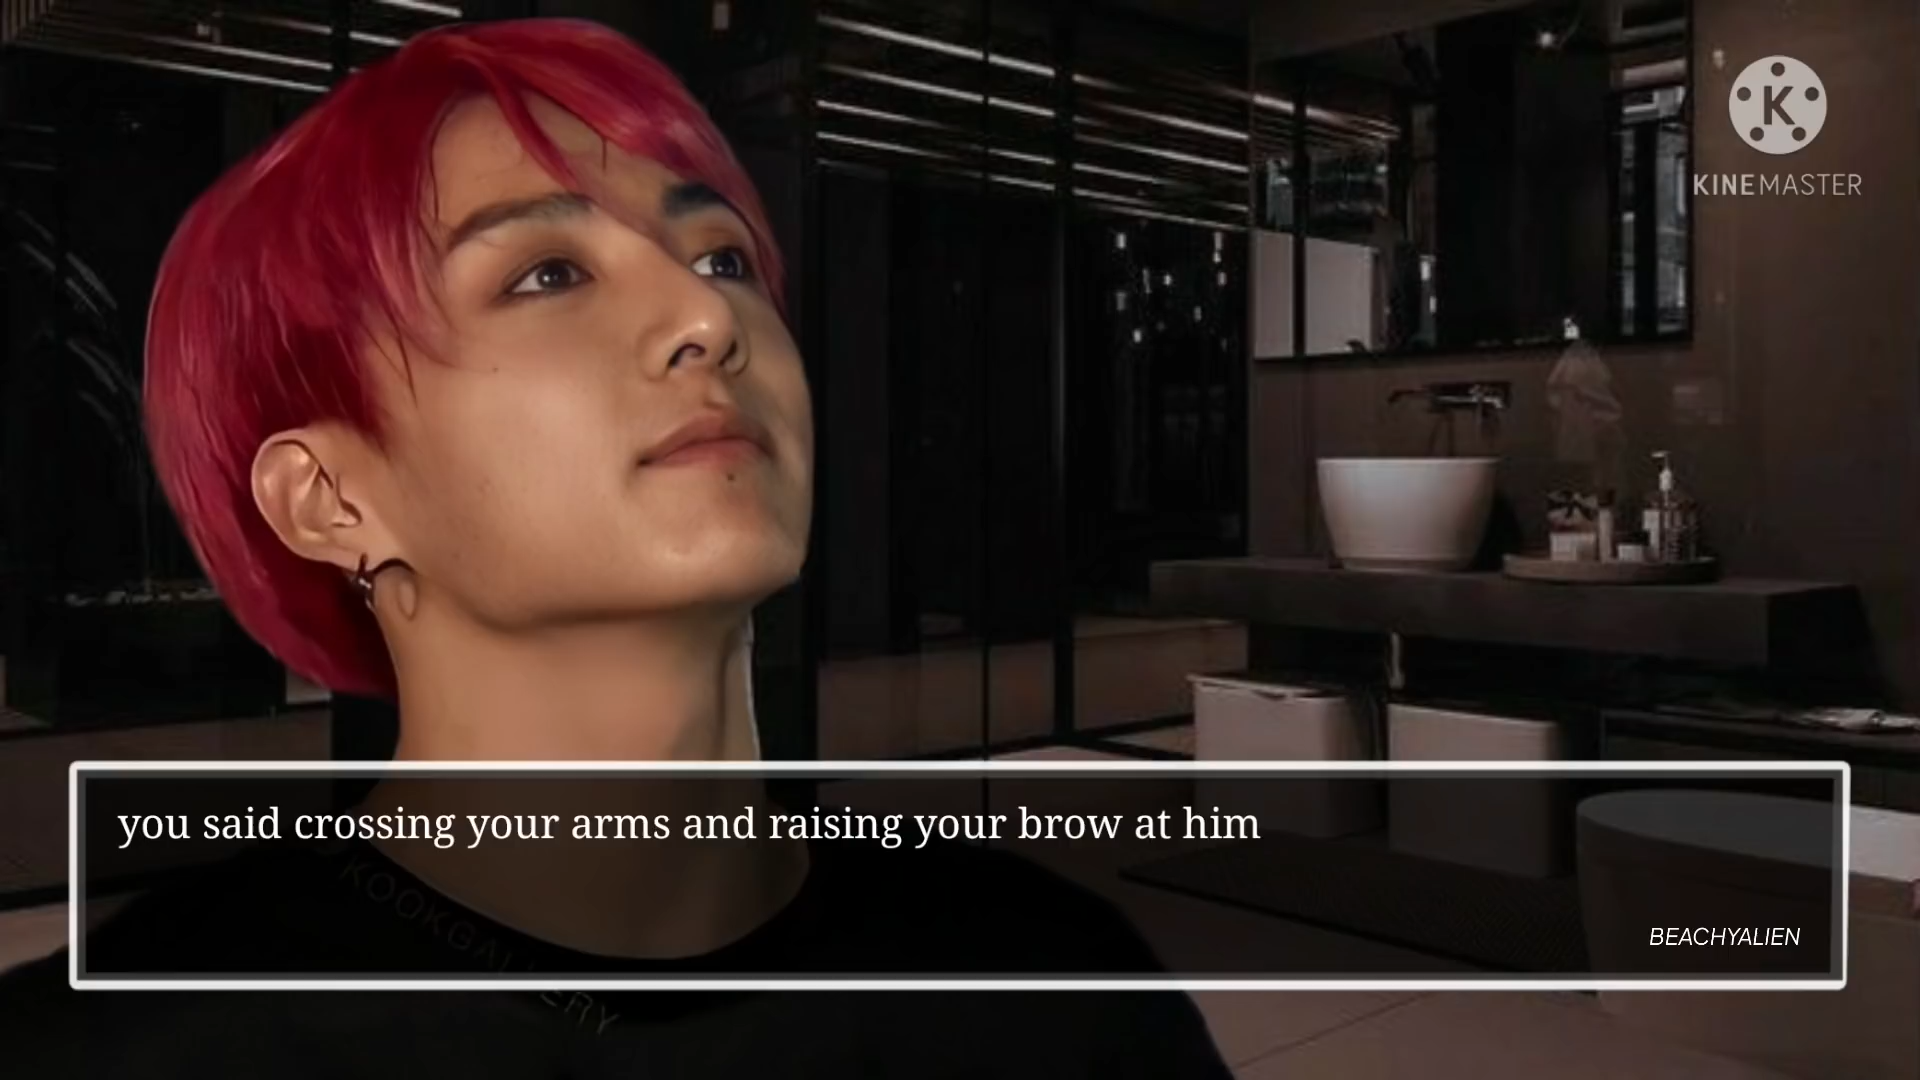 KINEMASTER
you said crossing your arms and raising your brow at him
BEACHYALIEN